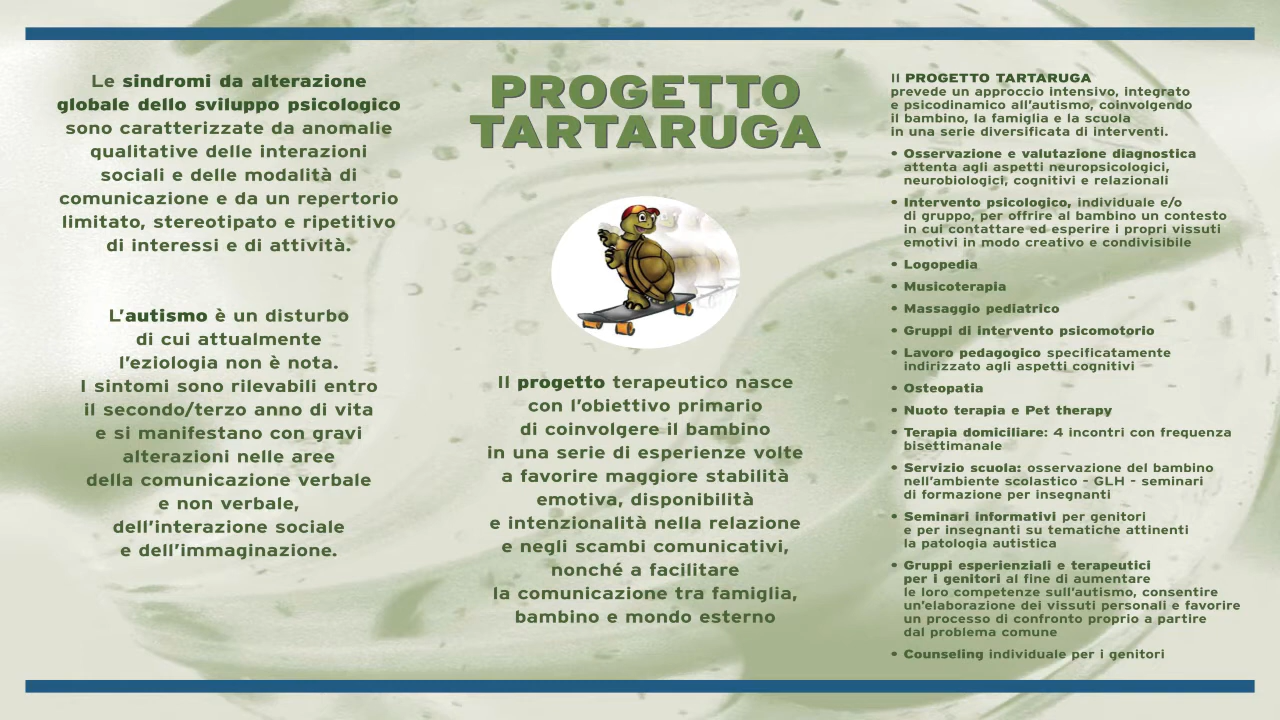 Le sindromi da alterazione
globale dello sviluppo psicologico
sono caratterizzate da anomalie
qualitative delle interazioni
sociali e delle modalità di
comunicazione e da un repertorio
limitato, stereotipato e ripetitivo
di interessi e di attività.
L'autismo è un disturbo
di cui attualmente
l'eziologia non è nota.
I sintomi sono rilevabili entro
il secondo/terzo anno di vita
e si manifestano con gravi
alterazioni nelle aree
della comunicazione verbale
e non verbale,
dell'interazione sociale
e dell'immaginazione.
PROGETTO
TARTARUGA
Il progetto terapeutico nasce
con l'obiettivo primario
di coinvolgere il bambino
in una serie di esperienze volte
a favorire maggiore stabilità
emotiva, disponibilità
e intenzionalità nella relazione
e negli scambi comunicativi,
nonché a facilitare
la comunicazione tra famiglia,
bambino e mondo esterno
Il PROGETTO TARTARUGA
prevede un approccio intensivo, integrato
e psicodinamico all'autismo, coinvolgendo
il bambino, la famiglia e la scuola
in una serie diversificata di interventi.
• Osservazione e valutazione diagnostica
attenta agli aspetti neuropsicologici,
neurobiologici, cognitivi e relazionali
• Intervento psicologico, individuale e/o
di gruppo, per offrire al bambino un contesto
in cui contattare ed esperire i propri vissuti
emotivi in modo creativo e condivisibile
• Logopedia
• Musicoterapia
• Massaggio pediatrico
• Gruppi di intervento psicomotorio
• Lavoro pedagogico specificatamente
indirizzato agli aspetti cognitivi
• Osteopatia
• Nuoto terapia e Pet therapy
• Terapia domiciliare: 4 incontri con frequenza
bisettimanale
• Servizio scuola: osservazione del bambino
nell'ambiente scolastico - GLH - seminari
di formazione per insegnanti
• Seminari informativi per genitori
e per insegnanti su tematiche attinenti
la patologia autistica
• Gruppi esperienziali e terapeutici
per i genitori al fine di aumentare
le loro competenze sull'autismo, consentire
un'elaborazione dei vissuti personali e favorire
un processo di confronto proprio a partire
dal problema comune
• Counseling individuale per i genitori